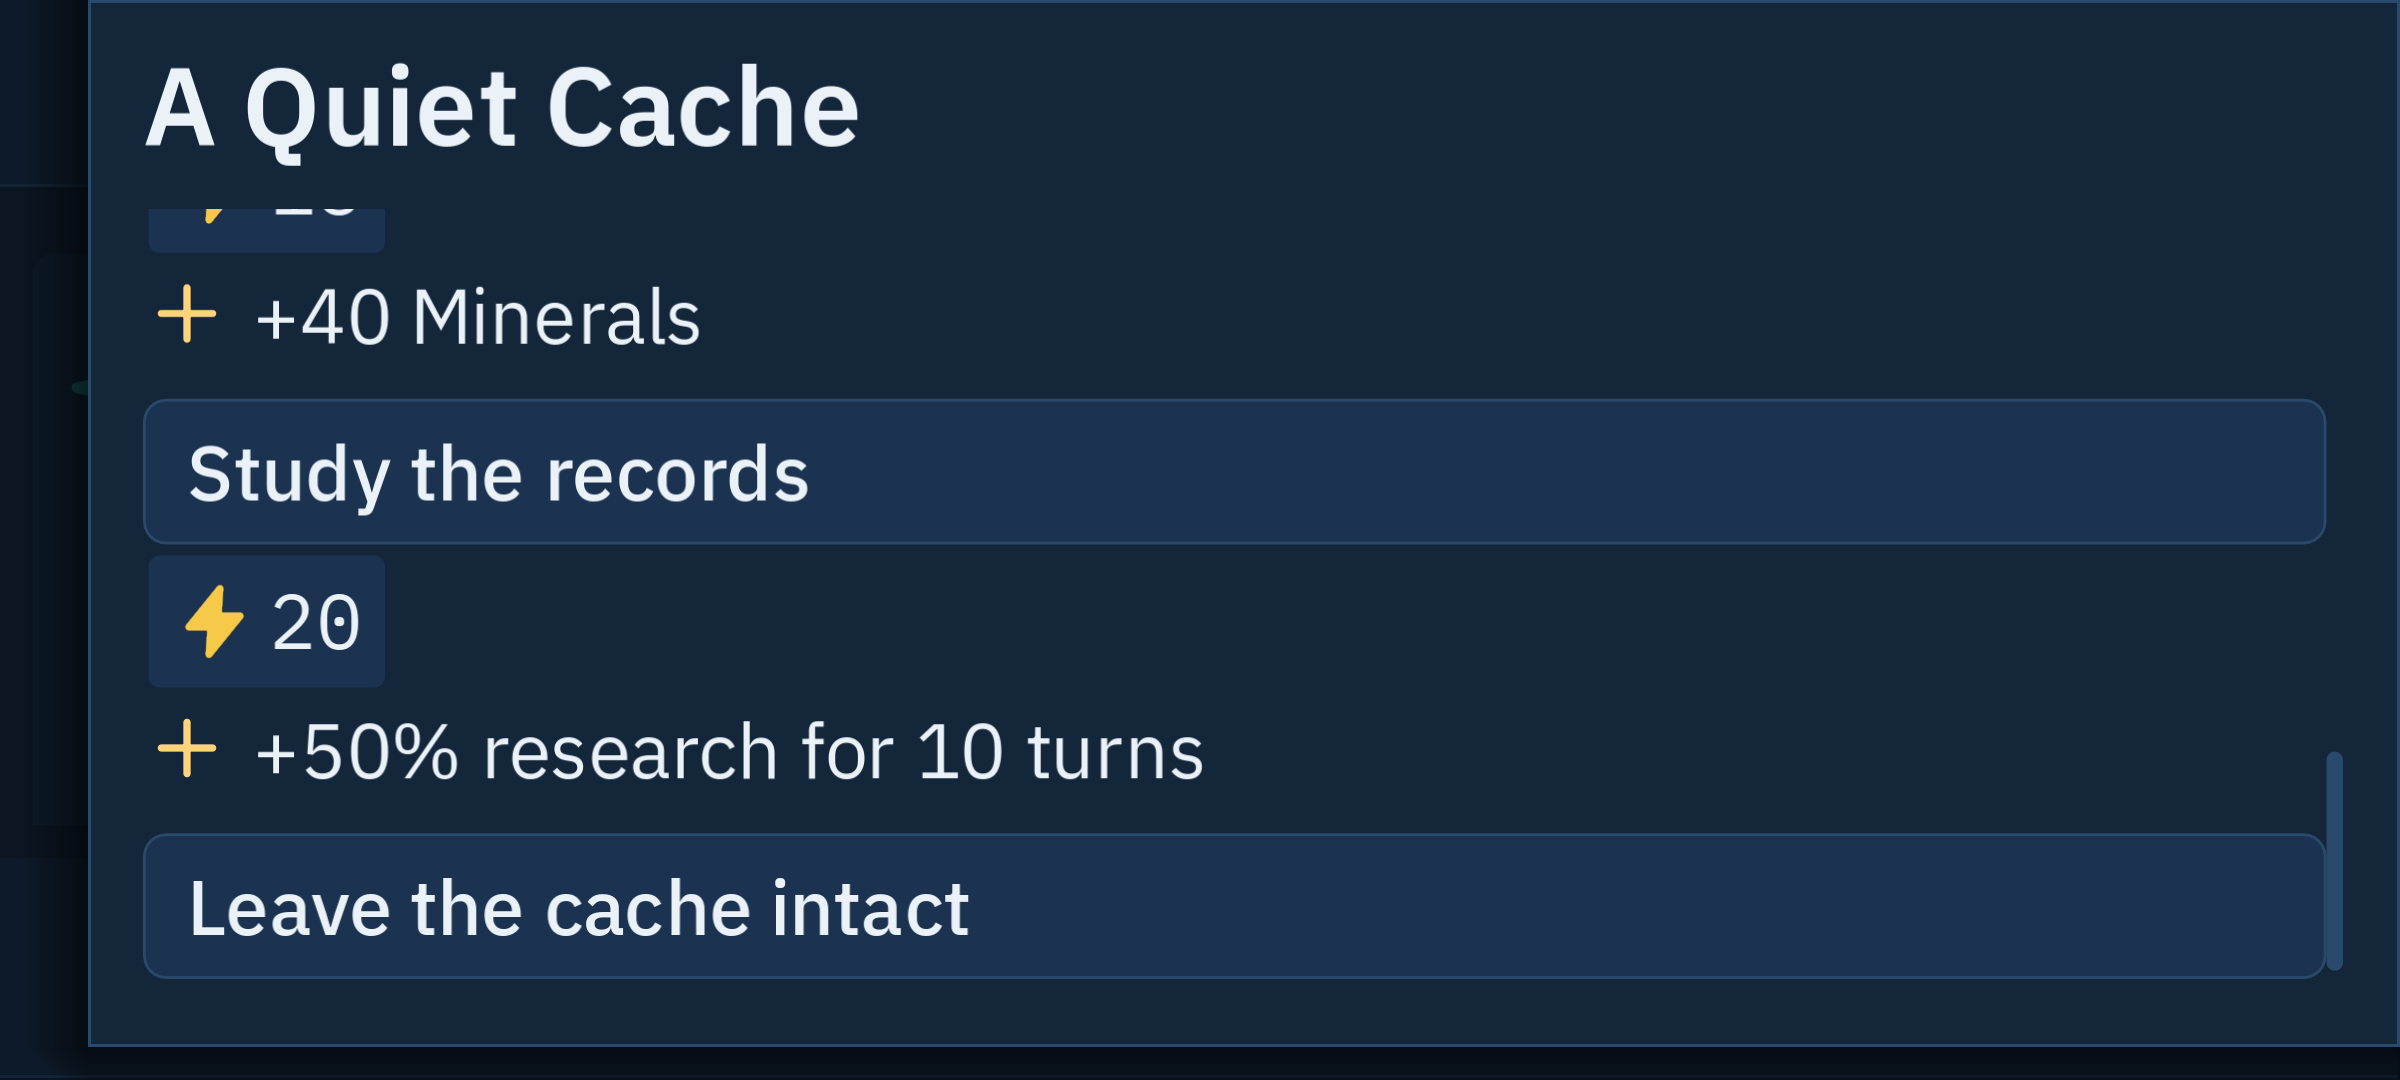 A Quiet Cache
+40 Minerals
Study the records
20
+50% research for 10 turns
Leave the cache intact